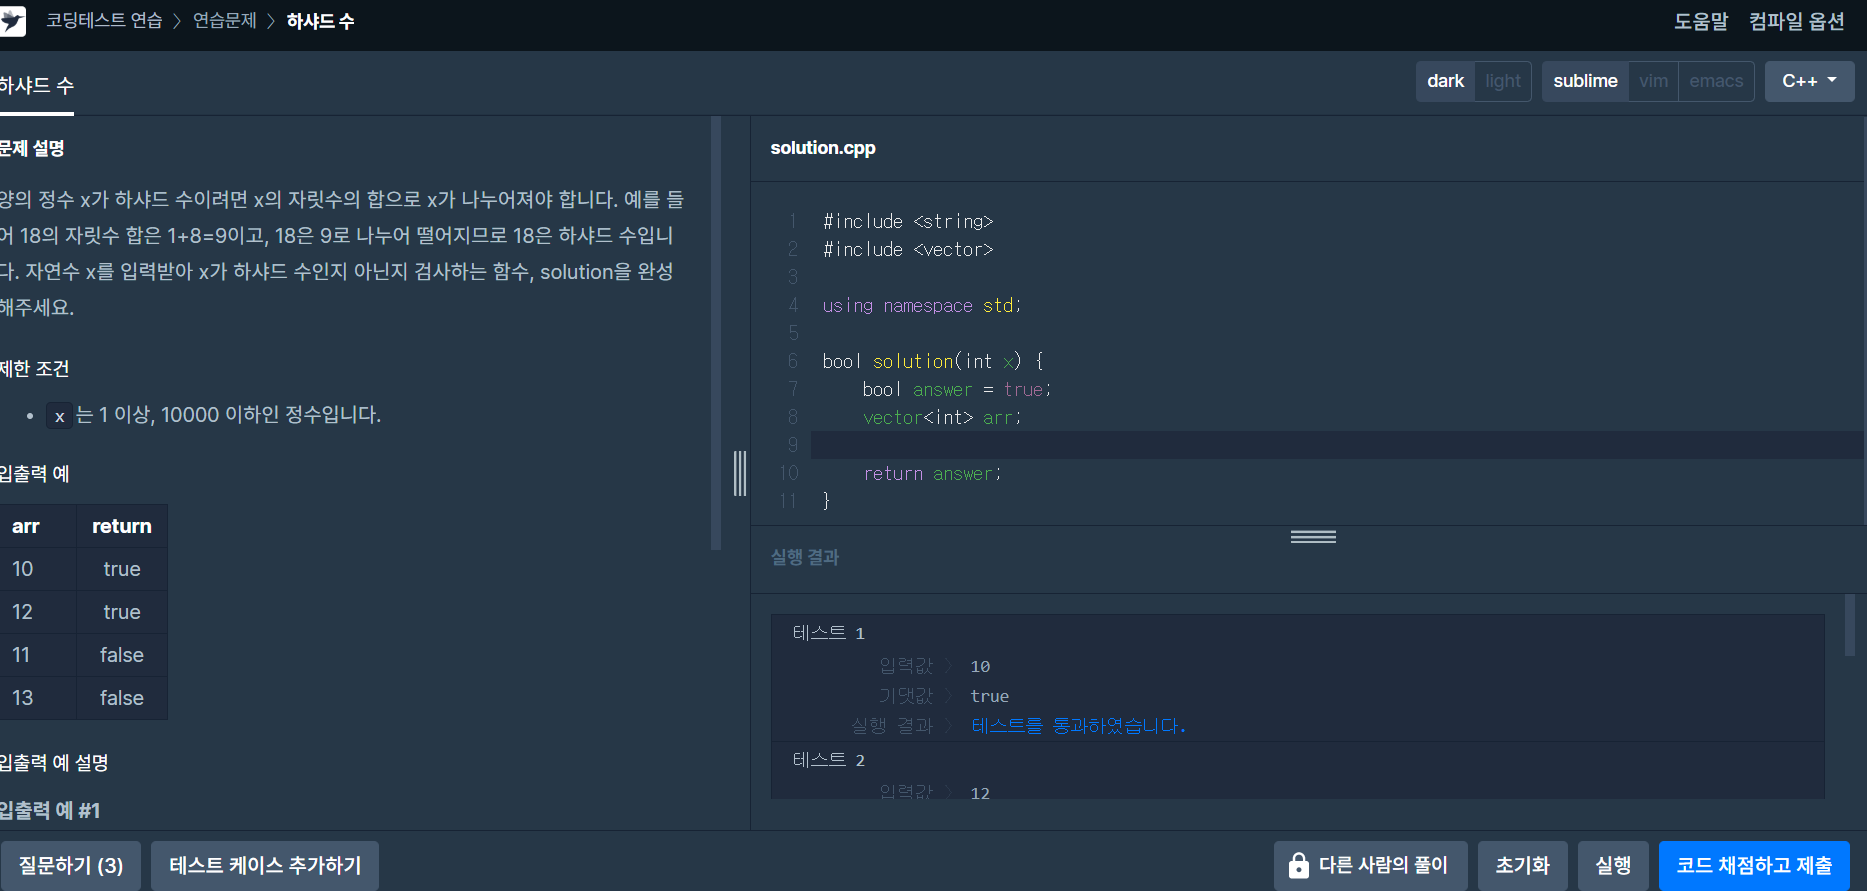 코딩테스트 연습 > 연습문제 > 하샤드 수
도움말 컴파일 옵션
하샤드 수
dark light sublime vim emacs C++
문제 설명
양의 정수 x가 하샤드 수이려면 x의 자릿수의 합으로 x가 나누어져야 합니다. 예를 들
어 18의 자릿수 합은 1+8=9이고, 18은 9로 나누어 떨어지므로 18은 하샤드 수입니
다. 자연수 x를 입력받아 x가 하샤드 수인지 아닌지 검사하는 함수, solution을 완성
해주세요.
제한 조건
• x 는 1 이상, 10000 이하인 정수입니다.
입출력 예
arr return
10 true
12 true
11 false
13 false
입출력 예 설명
입출력 예 #1
solution.cpp
1 #include <string>
2 #include <vector>
3
4 using namespace std;
5
6 bool solution(int x) {
7 bool answer = true;
8 vector<int> arr;
9
10 return answer;
11 }
실행 결과
테스트 1
입력값 > 10
기댓값 > true
실행 결과 > 테스트를 통과하였습니다.
테스트 2
입력값 > 12
질문하기 (3) 테스트 케이스 추가하기 다른 사람의 풀이 초기화 실행 코드 채점하고 제출